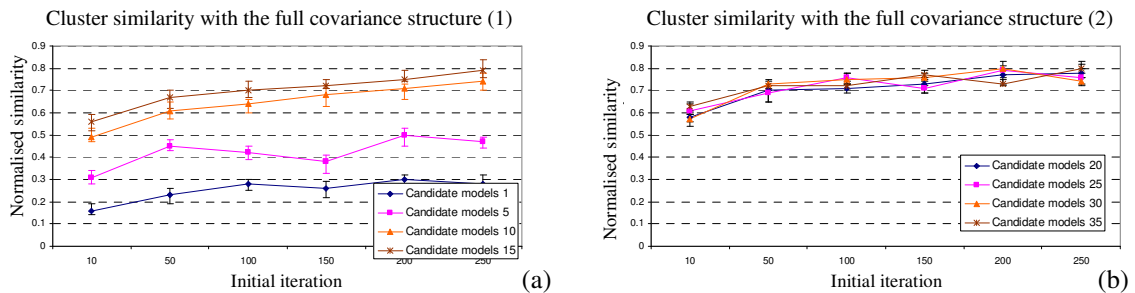 Cluster similarity with the full covariance structure (1)
Normalised similarity
0.9
0.8
0.7
0.6
0.5
0.4
0.3
0.2
0.1
0
10 50 100 150 200 250
Initial iteration
Candidate models 1
Candidate models 5
Candidate models 10
Candidate models 15
(a)
Cluster similarity with the full covariance structure (2)
Normalised similarity
0.9
0.8
0.7
0.6
0.5
0.4
0.3
0.2
0.1
0
10 50 100 150 200 250
Initial iteration
Candidate models 20
Candidate models 25
Candidate models 30
Candidate models 35
(b)